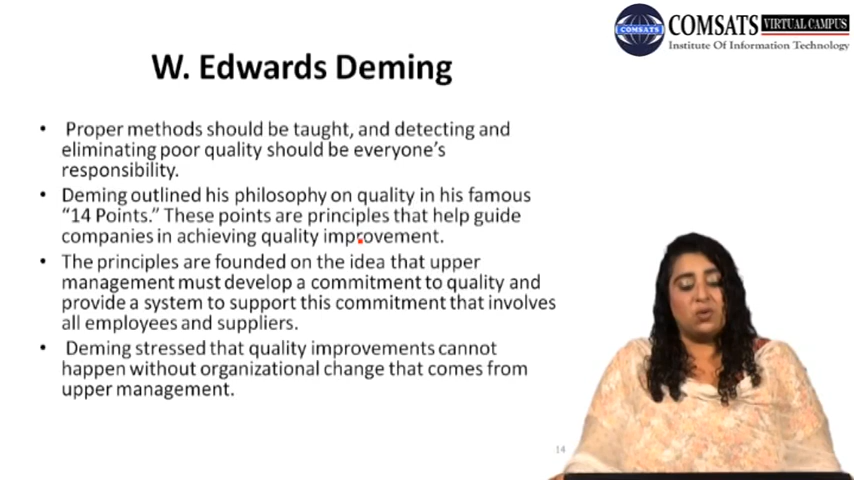 COMSATS
COMSATS VIRTUAL CAMPUS
Institute Of Information Technology
W. Edwards Deming
• Proper methods should be taught, and detecting and
eliminating poor quality should be everyone’s
responsibility.
• Deming outlined his philosophy on quality in his famous
“14 Points.” These points are principles that help guide
companies in achieving quality improvement.
• The principles are founded on the idea that upper
management must develop a commitment to quality and
provide a system to support this commitment that involves
all employees and suppliers.
• Deming stressed that quality improvements cannot
happen without organizational change that comes from
upper management.
14